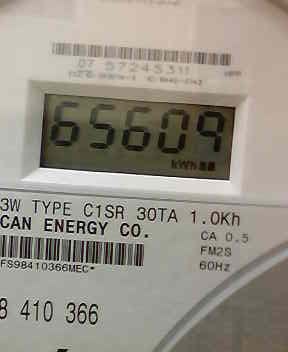 07 57245311
65609
kWh
3W TYPE C1SR 30TA 1.0Kh
CAN ENERGY CO.
CA 0.5
FM2S
60Hz
FS98410366MEC*
8 410 366